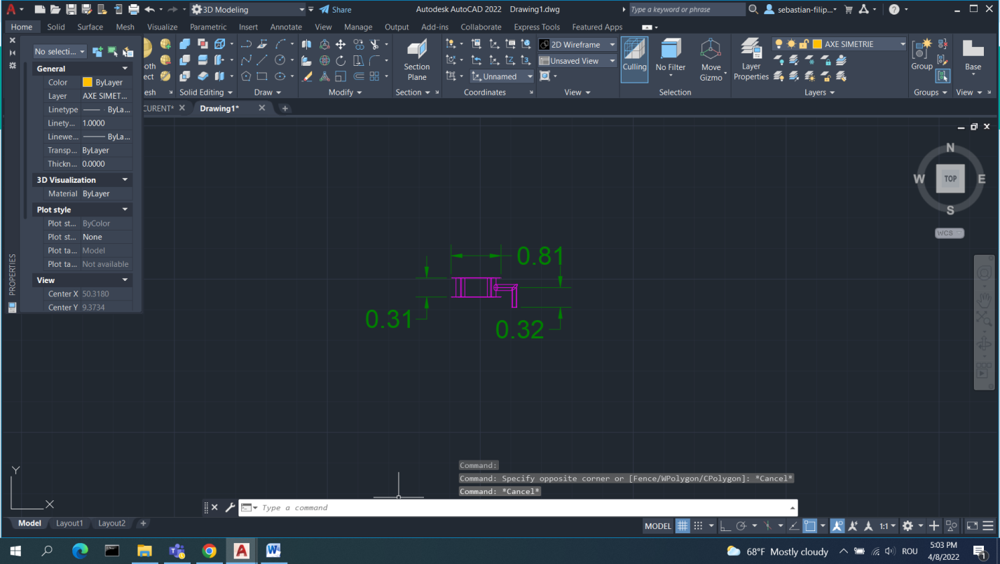 3D Modeling
Share
Autodesk AutoCAD 2022 Drawing1.dwg
Type a keyword or phrase
sebastian-filip...
Home Solid Surface Mesh Visualize Parametric Insert Annotate View Manage Output Add-ins Collaborate Express Tools Featured Apps
No selecti...
General
Color ByLayer
Layer AXE SIMET...
Linetype ByLa...
Linety... 1.0000
Linewe... ByLa...
Transp... ByLayer
Thickn... 0.0000
3D Visualization
Material ByLayer
Plot style
Plot st... ByColor
Plot st... None
Plot ta... Model
Plot ta... Not available
View
Center X 50.3180
Center Y 9.3734
PROPERTIES
oth
ect
esh
Solid Editing
Draw
Modify
Section
Plane
Section
Unnamed
Coordinates
2D Wireframe
Unsaved View
View
Culling
No Filter
Move
Gizmo
Selection
Layer
Properties
AXE SIMETRIE
Layers
Group
Groups
Base
View
CURENT*
Drawing1*
N
W TOP E
S
WCS
0.81
0.31
0.32
Y
X
Command:
Command: Specify opposite corner or [Fence/WPolygon/CPolygon]: *Cancel*
Command: *Cancel*
Type a command
Model Layout1 Layout2
MODEL
1:1
68°F Mostly cloudy
ROU
5:03 PM
4/8/2022
1